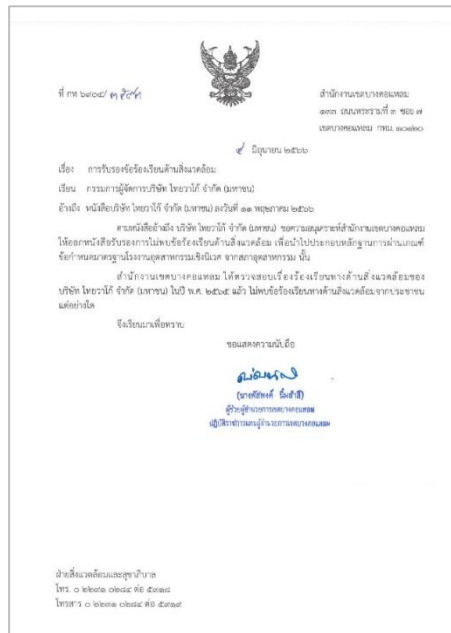 ที่ กท ๖๙๐๔/
สำนักงานเขตบางคอแหลม
๑๓๓ ถนนพระรามที่ ๓ ซอย ๗
เขตบางคอแหลม กทม. ๑๐๑๒๐
มิถุนายน ๒๕๖๖
เรื่อง การรับรองข้อร้องเรียนด้านสิ่งแวดล้อม
เรียน กรรมการผู้จัดการบริษัท ไทยวาโก้ จำกัด (มหาชน)
อ้างถึง หนังสือบริษัท ไทยวาโก้ จำกัด (มหาชน) ลงวันที่ ๑๑ พฤษภาคม ๒๕๖๖
ตามหนังสืออ้างถึง บริษัท ไทยวาโก้ จำกัด (มหาชน) ขอความอนุเคราะห์สำนักงานเขตบางคอแหลม
ให้ออกหนังสือรับรองการไม่พบข้อร้องเรียนด้านสิ่งแวดล้อม เพื่อนำไปประกอบหลักฐานการผ่านเกณฑ์
ข้อกำหนดมาตรฐานโรงงานอุตสาหกรรมเชิงนิเวศ จากสภาอุตสาหกรรม นั้น
สำนักงานเขตบางคอแหลม ได้ตรวจสอบเรื่องร้องเรียนทางด้านสิ่งแวดล้อมของ
บริษัท ไทยวาโก้ จำกัด (มหาชน) ในปี พ.ศ. ๒๕๖๕ แล้ว ไม่พบข้อร้องเรียนทางด้านสิ่งแวดล้อมจากประชาชน
แต่อย่างใด
จึงเรียนมาเพื่อทราบ
ขอแสดงความนับถือ
ผู้ช่วยผู้อำนวยการเขตบางคอแหลม
ปฏิบัติราชการแทนผู้อำนวยการเขตบางคอแหลม
ฝ่ายสิ่งแวดล้อมและสุขาภิบาล
โทร. ๐ ๒๒๙๑ ๐๒๘๔ ต่อ ๕๙๑๘
โทรสาร ๐ ๒๒๙๑ ๐๒๘๔ ต่อ ๕๙๑๙